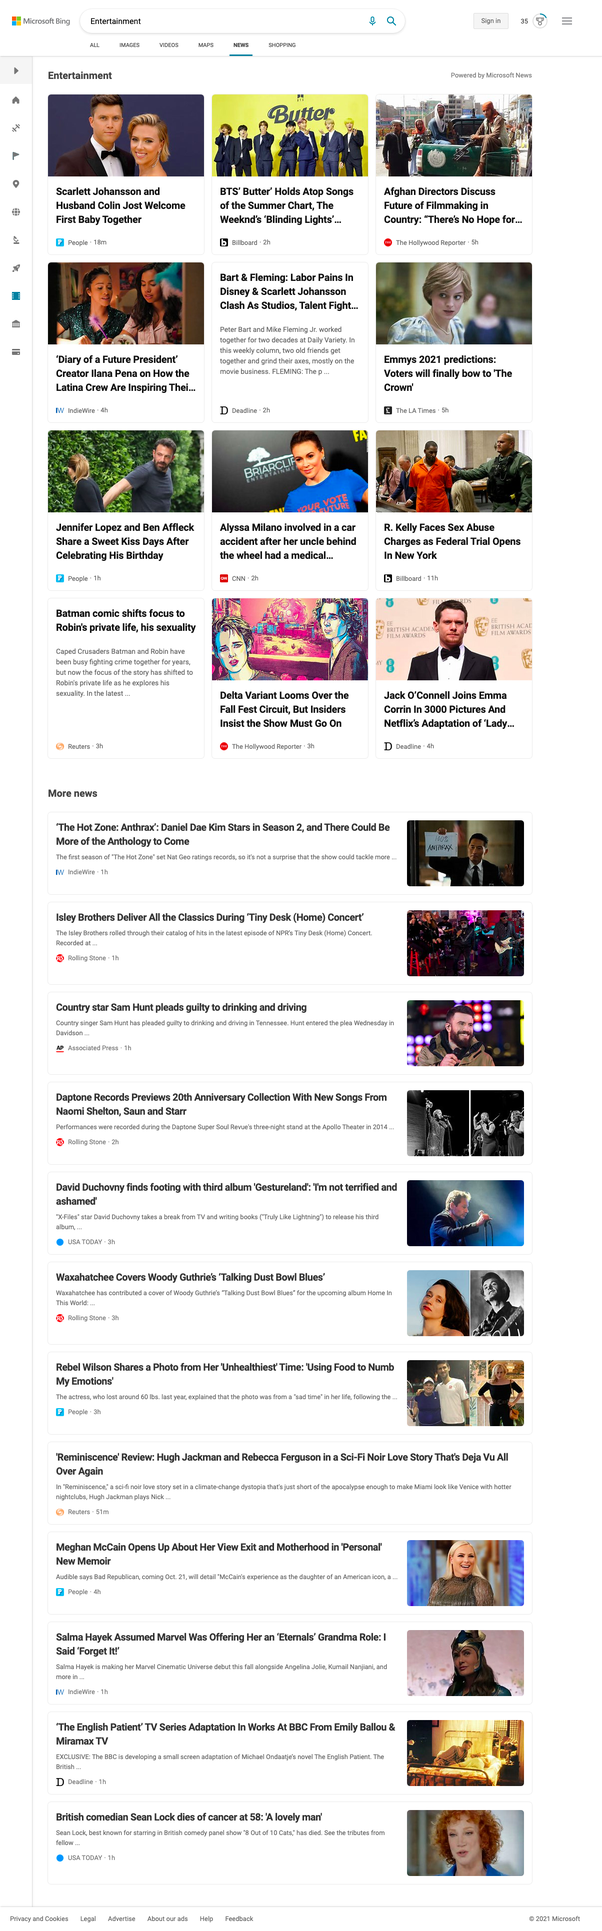 Microsoft Bing
Entertainment
Sign in
35
ALL
IMAGES
VIDEOS
MAPS
NEWS
SHOPPING
Entertainment
Powered by Microsoft News
Scarlett Johansson and
Husband Colin Jost Welcome
First Baby Together
People · 18m
Butter
BTS' Butter' Holds Atop Songs
of the Summer Chart, The
Weeknd's 'Blinding Lights'...
Billboard · 2h
Afghan Directors Discuss
Future of Filmmaking in
Country: "There's No Hope for...
The Hollywood Reporter · 5h
'Diary of a Future President'
Creator Ilana Pena on How the
Latina Crew Are Inspiring Thei...
IW IndieWire · 4h
Bart & Fleming: Labor Pains In
Disney & Scarlett Johansson
Clash As Studios, Talent Fight...
Peter Bart and Mike Fleming Jr. worked
together for two decades at Daily Variety. In
this weekly column, two old friends get
together and grind their axes, mostly on the
movie business. FLEMING: The p ...
Deadline · 2h
Emmys 2021 predictions:
Voters will finally bow to 'The
Crown'
The LA Times · 5h
Jennifer Lopez and Ben Affleck
Share a Sweet Kiss Days After
Celebrating His Birthday
People · 1h
BRIARCLIFF
ENTERTAINMENT
YOUR VOTE
FUTURE
Alyssa Milano involved in a car
accident after her uncle behind
the wheel had a medical...
CNN · 2h
R. Kelly Faces Sex Abuse
Charges as Federal Trial Opens
In New York
Billboard · 11h
Batman comic shifts focus to
Robin's private life, his sexuality
Caped Crusaders Batman and Robin have
been busy fighting crime together for years,
but now the focus of the story has shifted to
Robin's private life as he explores his
sexuality. In the latest ...
Reuters · 3h
Delta Variant Looms Over the
Fall Fest Circuit, But Insiders
Insist the Show Must Go On
The Hollywood Reporter · 3h
BRITISH ACADEMY
FILM AWARDS
Jack O'Connell Joins Emma
Corrin In 3000 Pictures And
Netflix's Adaptation of 'Lady...
Deadline · 4h
More news
'The Hot Zone: Anthrax': Daniel Dae Kim Stars in Season 2, and There Could Be
More of the Anthology to Come
The first season of "The Hot Zone" set Nat Geo ratings records, so it's not a surprise that the show could tackle more ...
IW IndieWire · 1h
ANTHRAX
Isley Brothers Deliver All the Classics During 'Tiny Desk (Home) Concert'
The Isley Brothers rolled through their catalog of hits in the latest episode of NPR's Tiny Desk (Home) Concert.
Recorded at ...
Rolling Stone · 1h
Country star Sam Hunt pleads guilty to drinking and driving
Country singer Sam Hunt has pleaded guilty to drinking and driving in Tennessee. Hunt entered the plea Wednesday in
Davidson ...
AP Associated Press · 1h
Daptone Records Previews 20th Anniversary Collection With New Songs From
Naomi Shelton, Saun and Starr
Performances were recorded during the Daptone Super Soul Revue's three-night stand at the Apollo Theater in 2014 ...
Rolling Stone · 2h
David Duchovny finds footing with third album 'Gestureland': 'I'm not terrified and
ashamed'
"X-Files" star David Duchovny takes a break from TV and writing books ("Truly Like Lightning") to release his third
album, ...
USA TODAY · 3h
Waxahatchee Covers Woody Guthrie's 'Talking Dust Bowl Blues'
Waxahatchee has contributed a cover of Woody Guthrie's "Talking Dust Bowl Blues" for the upcoming album Home In
This World: ...
Rolling Stone · 3h
Rebel Wilson Shares a Photo from Her 'Unhealthiest' Time: 'Using Food to Numb
My Emotions'
The actress, who lost around 60 lbs. last year, explained that the photo was from a "sad time" in her life, following the ...
People · 3h
'Reminiscence' Review: Hugh Jackman and Rebecca Ferguson in a Sci-Fi Noir Love Story That's Deja Vu All
Over Again
In "Reminiscence," a sci-fi noir love story set in a climate-change dystopia that's just short of the apocalypse enough to make Miami look like Venice with hotter
nightclubs, Hugh Jackman plays Nick ...
Reuters · 51m
Meghan McCain Opens Up About Her View Exit and Motherhood in 'Personal'
New Memoir
Audible says Bad Republican, coming Oct. 21, will detail "McCain's experience as the daughter of an American icon, a ...
People · 4h
Salma Hayek Assumed Marvel Was Offering Her an 'Eternals' Grandma Role: I
Said 'Forget It!'
Salma Hayek is making her Marvel Cinematic Universe debut this fall alongside Angelina Jolie, Kumail Nanjiani, and
more in ...
IW IndieWire · 1h
'The English Patient' TV Series Adaptation In Works At BBC From Emily Ballou &
Miramax TV
EXCLUSIVE: The BBC is developing a small screen adaptation of Michael Ondaatje's novel The English Patient. The
British ...
Deadline · 1h
British comedian Sean Lock dies of cancer at 58: 'A lovely man'
Sean Lock, best known for starring in British comedy panel show "8 Out of 10 Cats," has died. See the tributes from
fellow ...
USA TODAY · 1h
Privacy and Cookies
Legal
Advertise
About our ads
Help
Feedback
© 2021 Microsoft